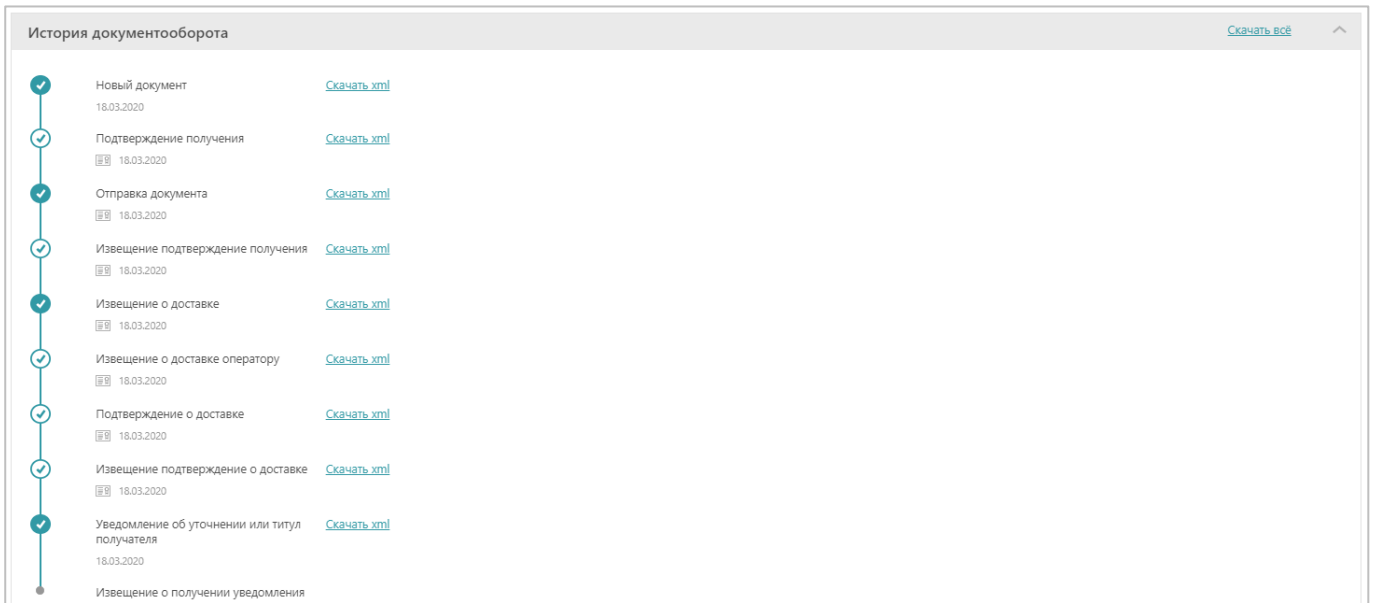 История документооборота
Скачать всё
Новый документ Скачать xml
18.03.2020
Подтверждение получения Скачать xml
18.03.2020
Отправка документа Скачать xml
18.03.2020
Извещение подтверждение получения Скачать xml
18.03.2020
Извещение о доставке Скачать xml
18.03.2020
Извещение о доставке оператору Скачать xml
18.03.2020
Подтверждение о доставке Скачать xml
18.03.2020
Извещение подтверждение о доставке Скачать xml
18.03.2020
Уведомление об уточнении или титул Скачать xml
получателя
18.03.2020
Извещение о получении уведомления